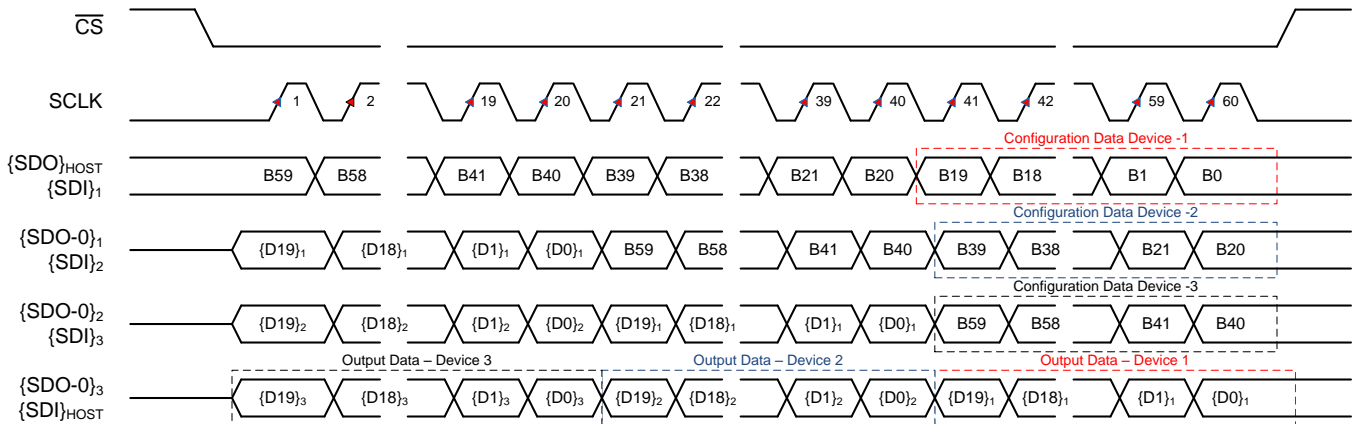 CS
SCLK 1 2 19 20 21 22 39 40 41 42 59 60
Configuration Data Device -1
{SDO}HOST
{SDI}1
B59 B58 B41 B40 B39 B38 B21 B20 B19 B18 B1 B0
Configuration Data Device -2
{SDO-0}1
{SDI}2
{D19}1 {D18}1 {D1}1 {D0}1 B59 B58 B41 B40 B39 B38 B21 B20
Configuration Data Device -3
{SDO-0}2
{SDI}3
{D19}2 {D18}2 {D1}2 {D0}2 {D19}1 {D18}1 {D1}1 {D0}1 B59 B58 B41 B40
Output Data – Device 3 Output Data – Device 2 Output Data – Device 1
{SDO-0}3
{SDI}HOST
{D19}3 {D18}3 {D1}3 {D0}3 {D19}2 {D18}2 {D1}2 {D0}2 {D19}1 {D18}1 {D1}1 {D0}1